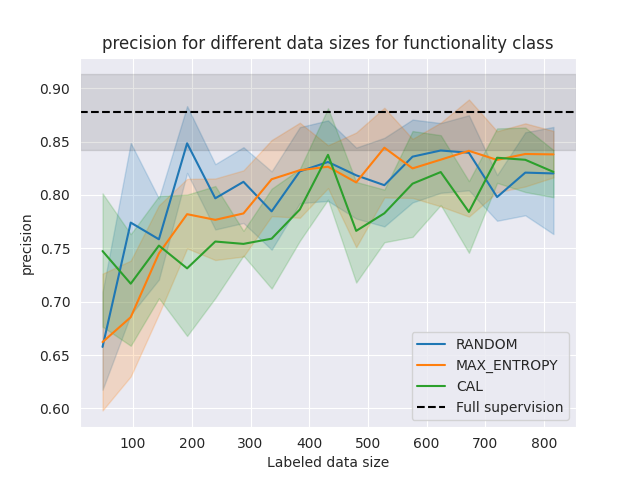 precision for different data sizes for functionality class
0.90
0.85
0.80
0.75
0.70
0.65
0.60
precision
RANDOM
MAX_ENTROPY
CAL
Full supervision
100 200 300 400 500 600 700 800
Labeled data size